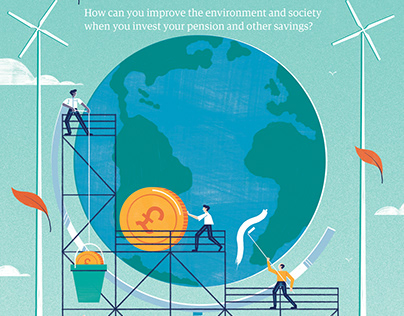 How can you improve the environment and society
when you invest your pension and other savings?
£
£